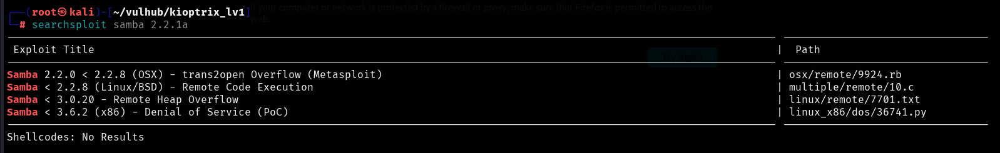 ┌──(root㉿kali)-[~/vulhub/kioptrix_lv1]
if your computer or network is protected by a firewall or proxy, make sure that Firefox is permitted to access the
web.
└─# searchsploit samba 2.2.1a
Exploit Title | Path
Try Again
Samba 2.2.0 < 2.2.8 (OSX) - trans2open Overflow (Metasploit) | osx/remote/9924.rb
Samba < 2.2.8 (Linux/BSD) - Remote Code Execution | multiple/remote/10.c
Samba < 3.0.20 - Remote Heap Overflow | linux/remote/7701.txt
Samba < 3.6.2 (x86) - Denial of Service (PoC) | linux_x86/dos/36741.py
Shellcodes: No Results